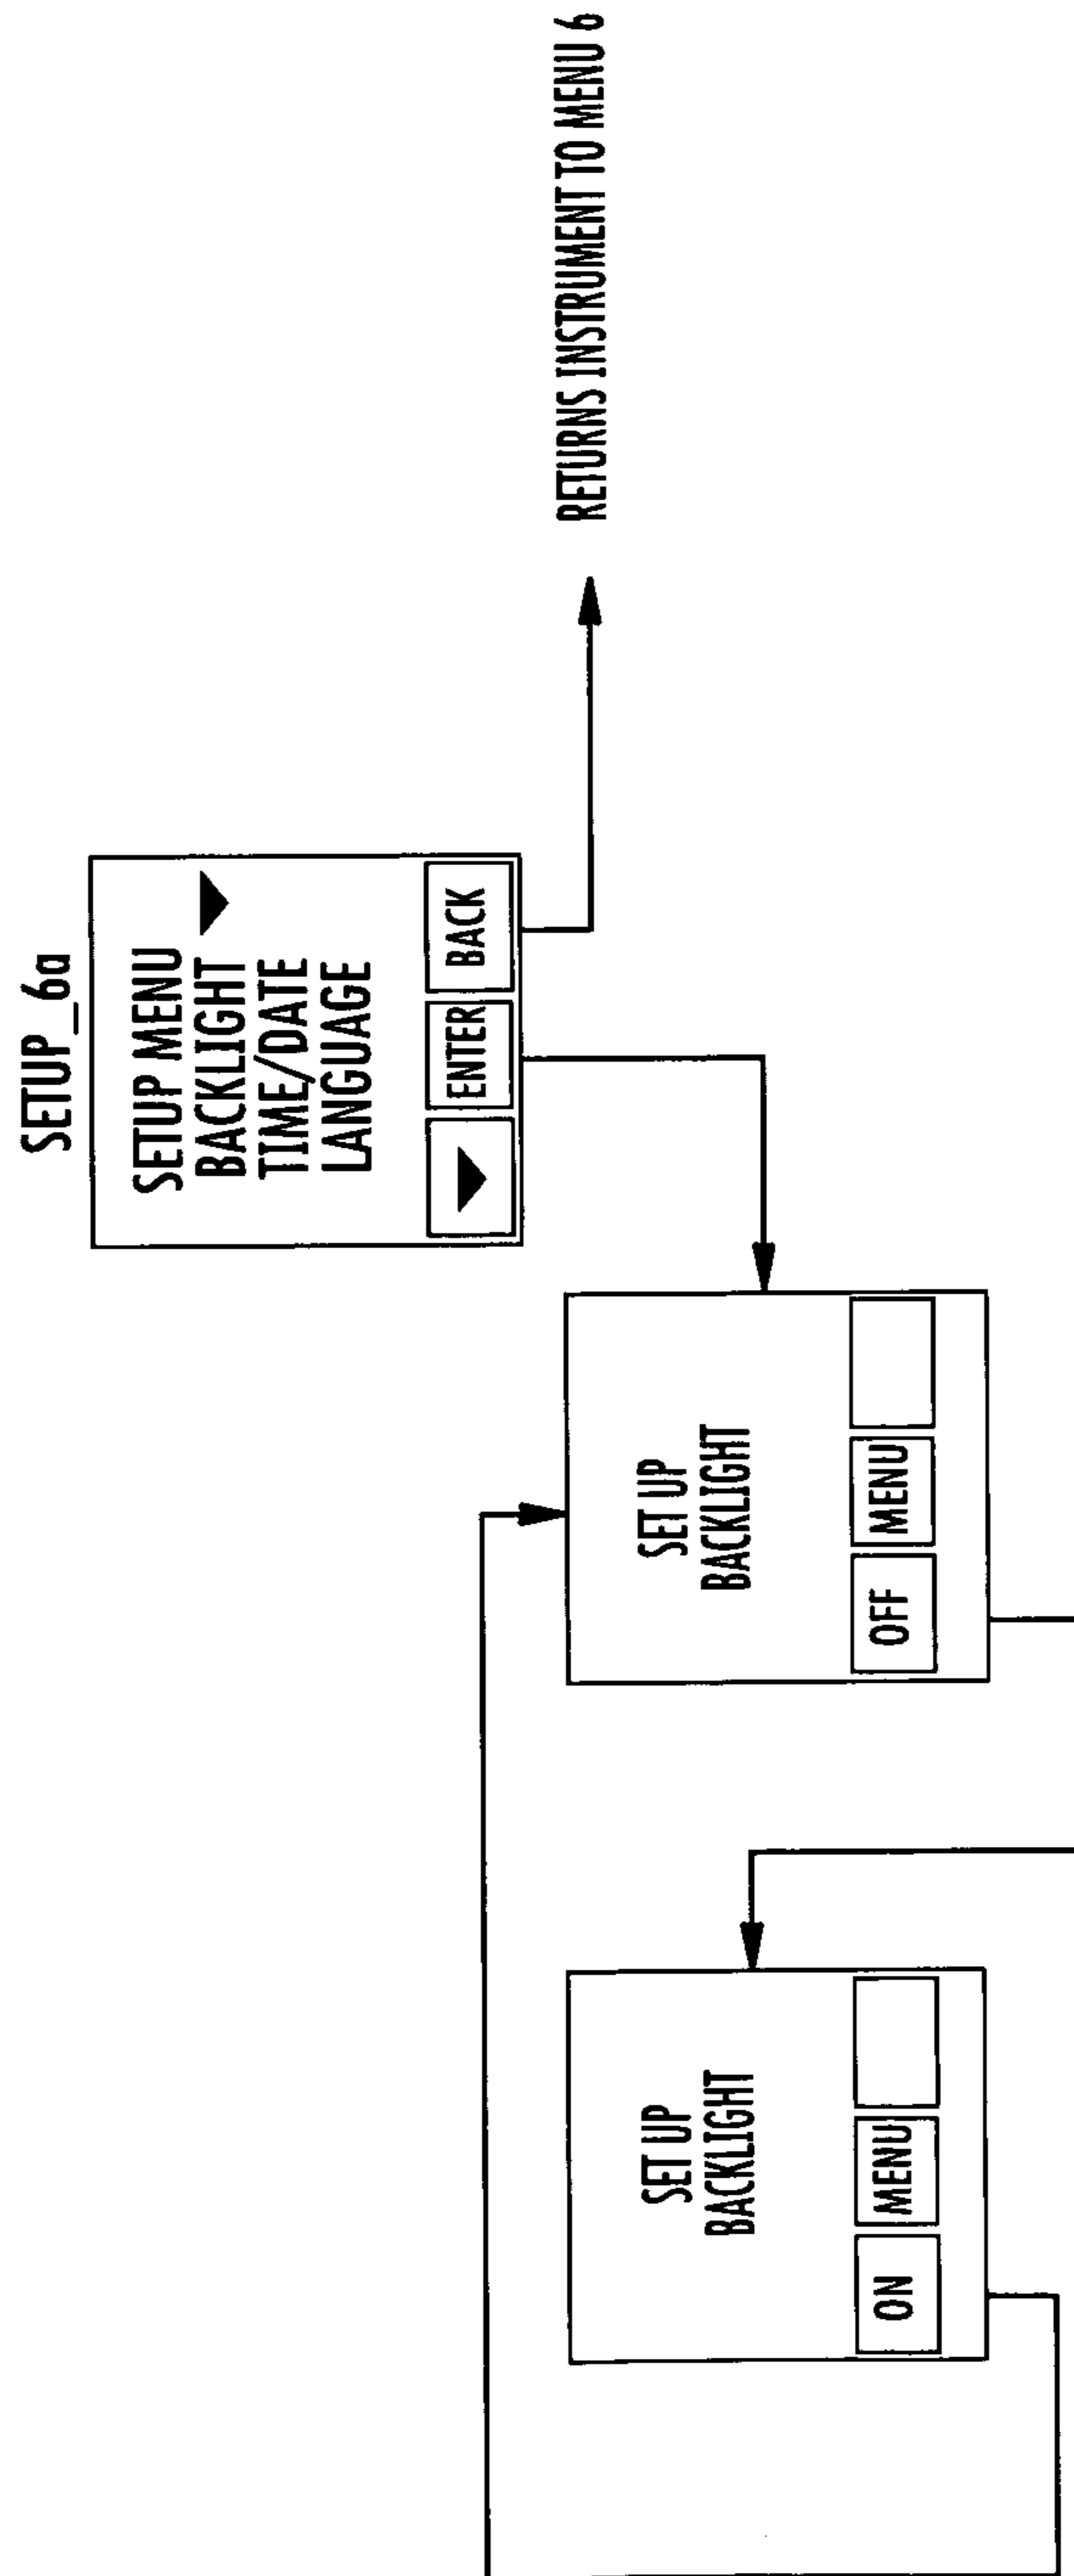 SETUP_6a
SETUP MENU
BACKLIGHT
TIME/DATE
LANGUAGE
ENTER
BACK
RETURNS INSTRUMENT TO MENU 6
SET UP
BACKLIGHT
ON
MENU
SET UP
BACKLIGHT
OFF
MENU